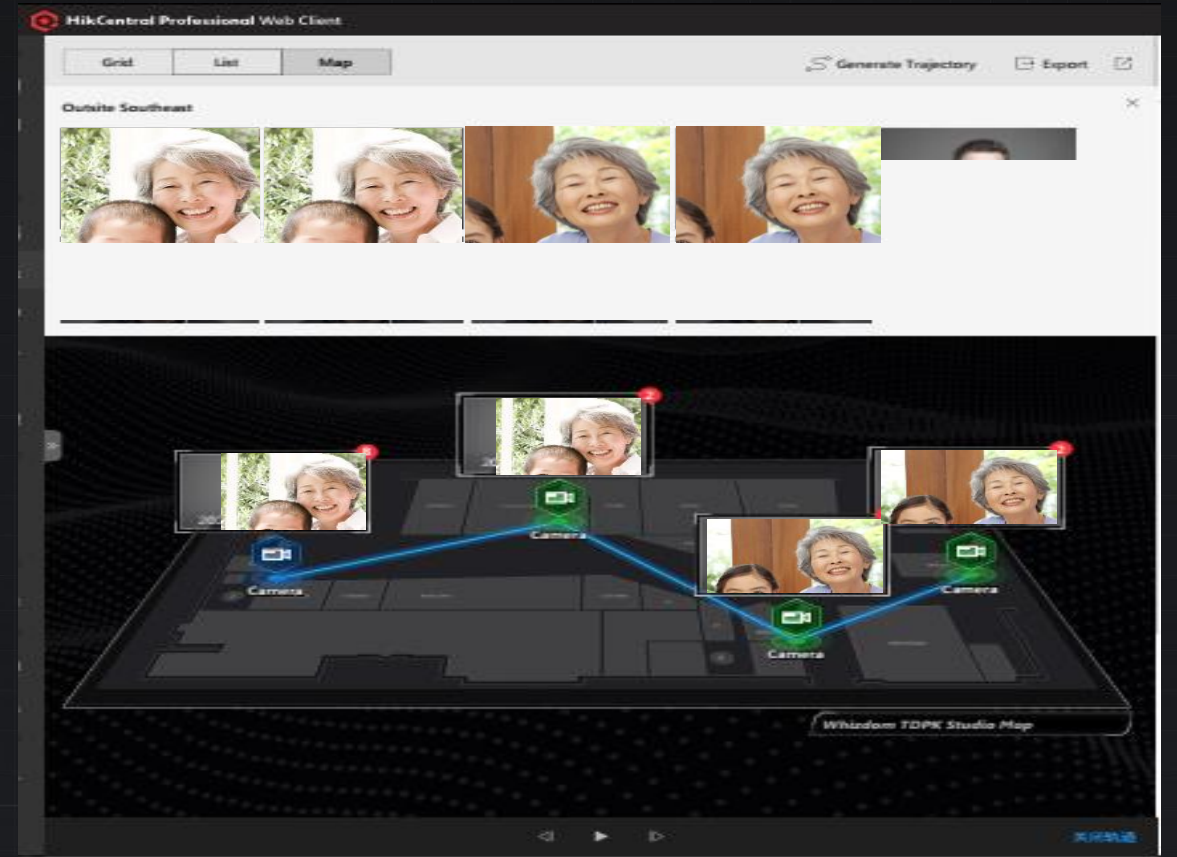 HikCentral Professional Web Client
Grid
List
Map
Generate Trajectory
Export
Outsite Southeast
2
Camera
Camera
Camera
Camera
Whizdom TDPK Studio Map
关闭轨迹